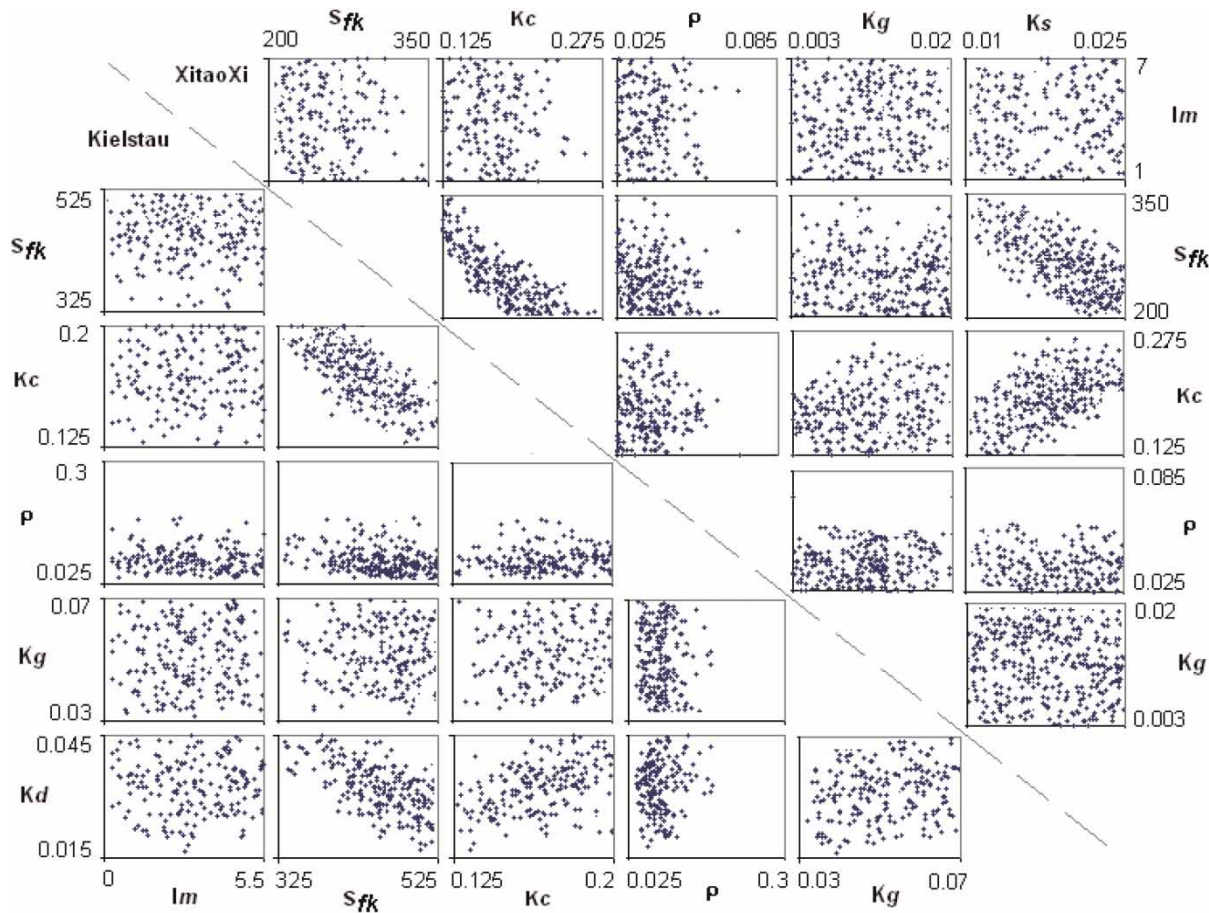 Sfk Kc ρ Kg Ks
200 350 0.125 0.275 0.025 0.085 0.003 0.02 0.01 0.025
XitaoXi
7
Im
1
Kielstau
525
Sfk
325
350
Sfk
200
0.2
Kc
0.125
0.275
Kc
0.125
0.3
ρ
0.025
0.085
ρ
0.025
0.07
Kg
0.03
0.02
Kg
0.003
0.045
Kd
0.015
0 5.5 325 525 0.125 0.2 0.025 0.3 0.03 0.07
Im Sfk Kc ρ Kg